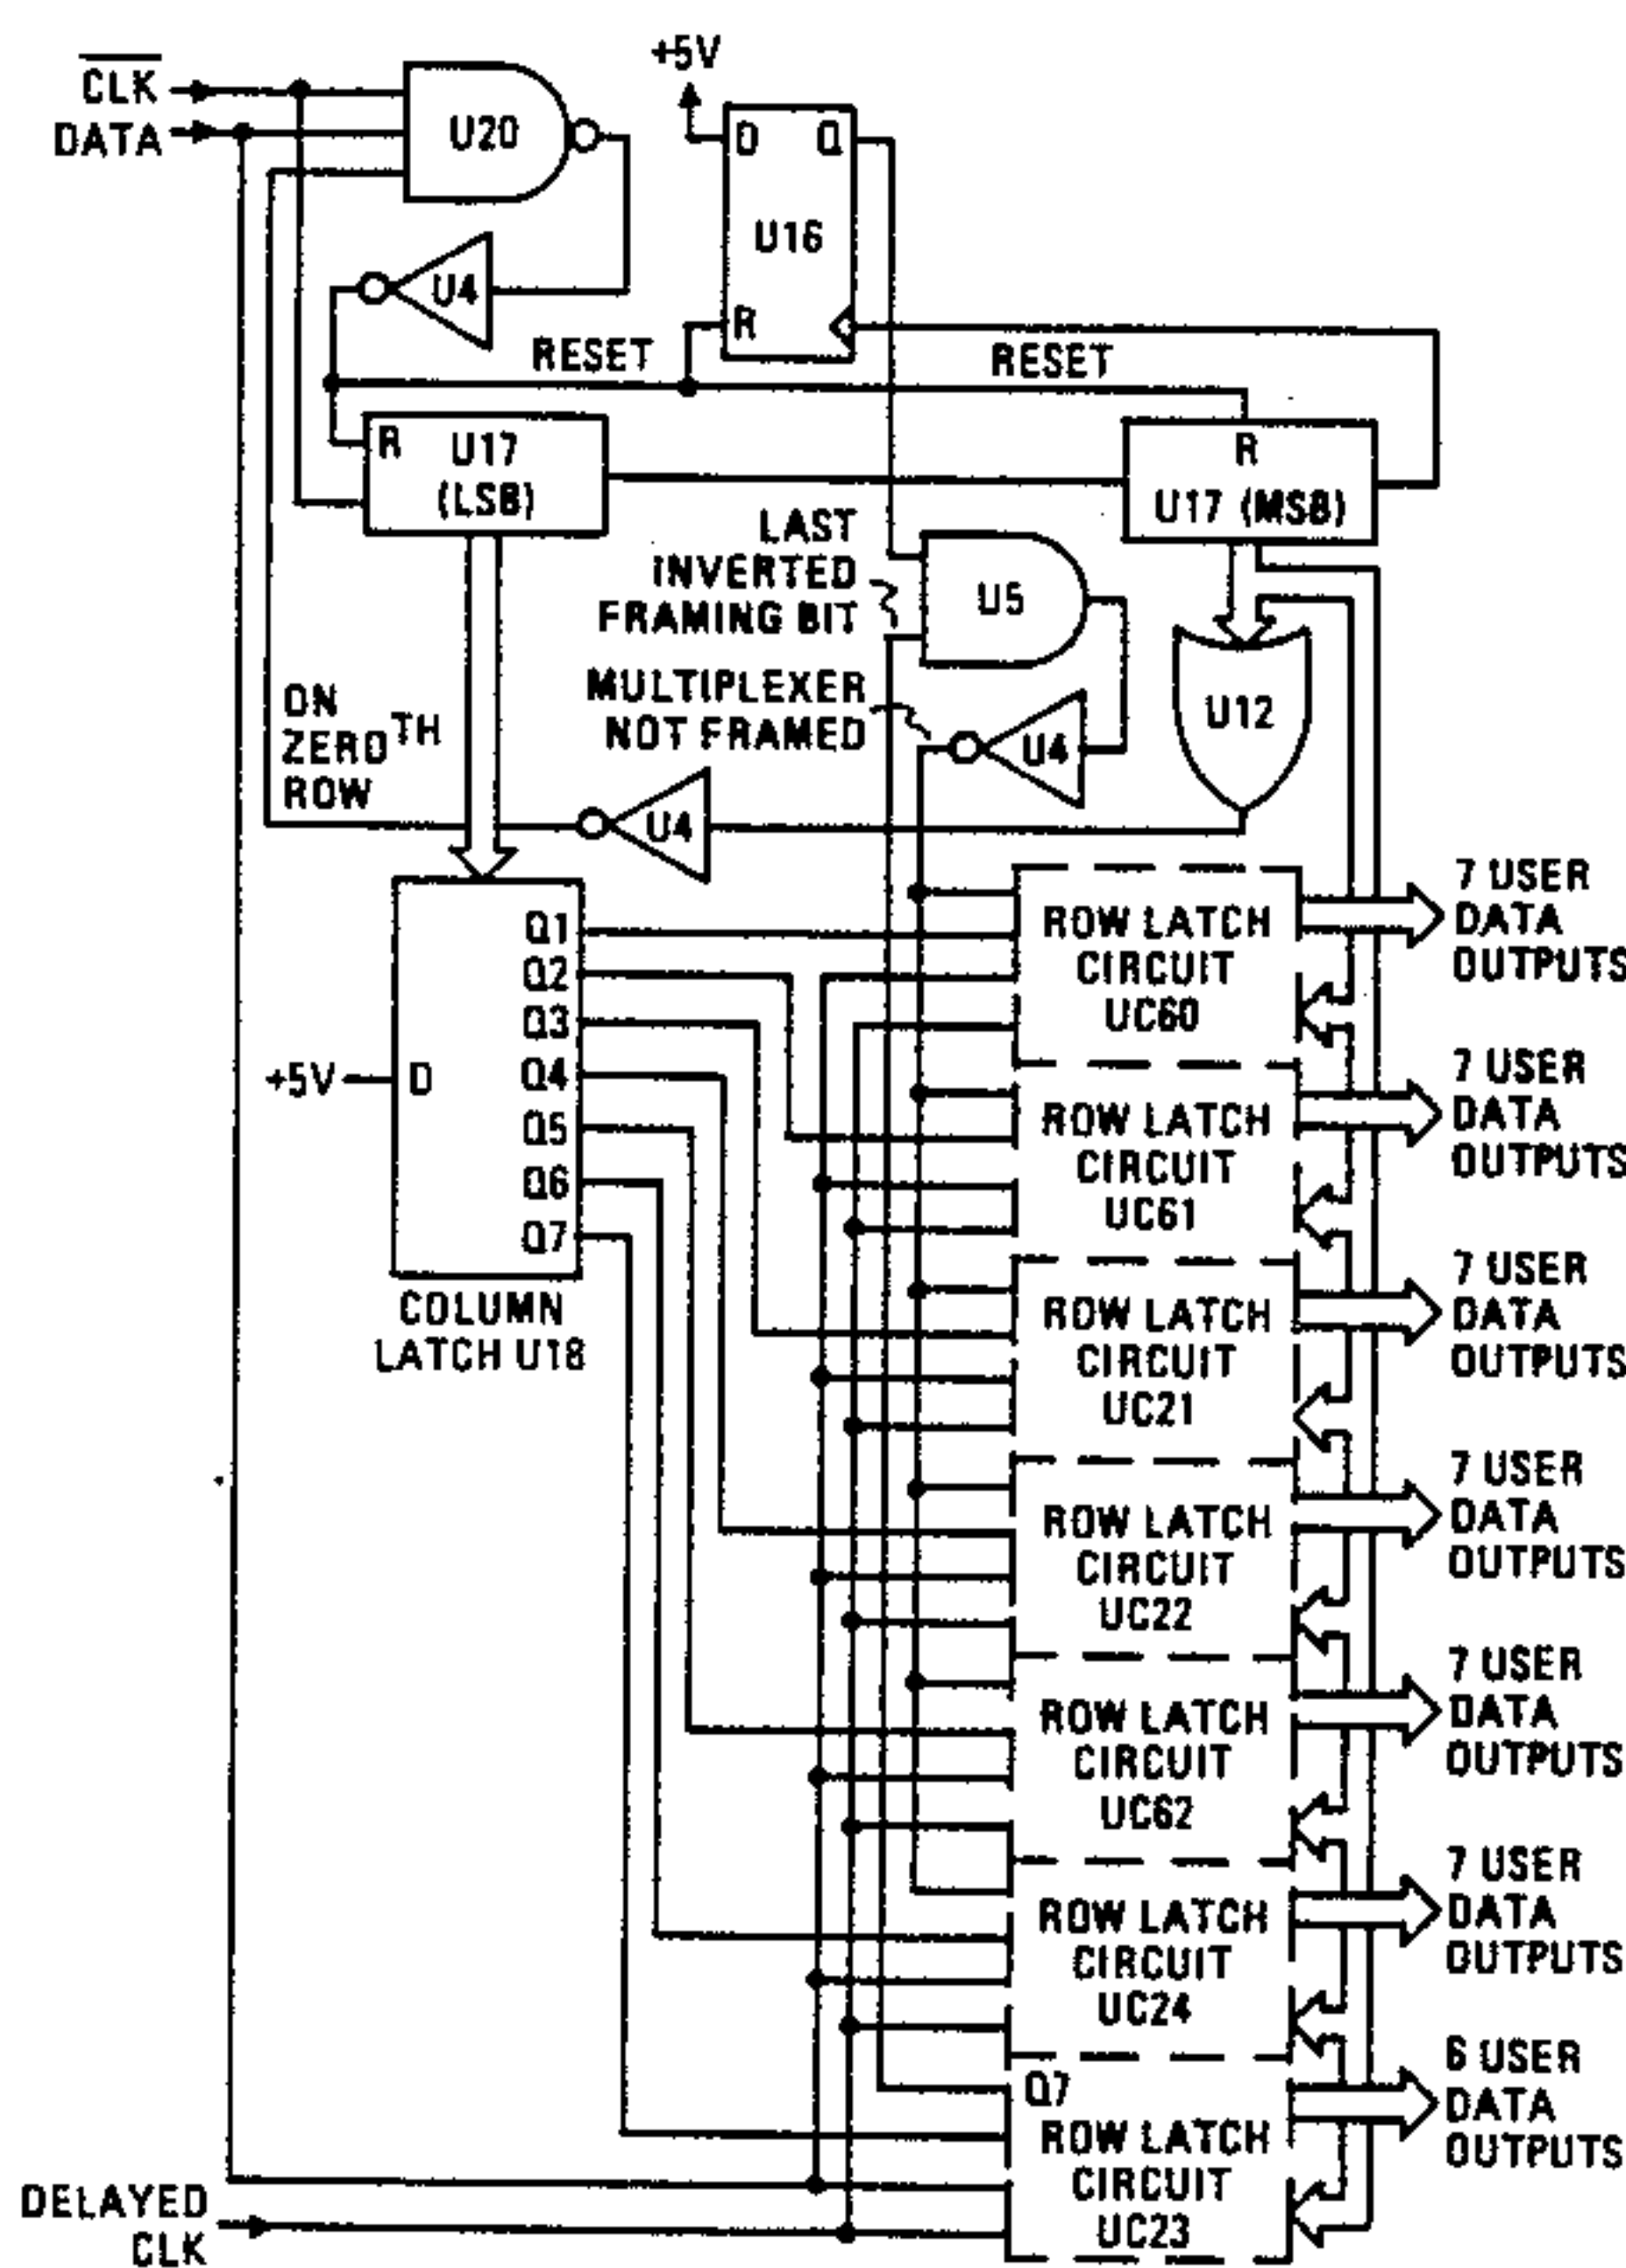 CLK
DATA
U20
+5V
D
Q
U16
R
U4
RESET
RESET
R
U17
(LSB)
R
U17 (MSB)
LAST
INVERTED
FRAMING BIT
U5
MULTIPLEXER
NOT FRAMED
U4
U12
ON
ZERO TH
ROW
U4
+5V
D
Q1
Q2
Q3
Q4
Q5
Q6
Q7
COLUMN
LATCH U18
ROW LATCH
CIRCUIT
UC60
7 USER
DATA
OUTPUTS
ROW LATCH
CIRCUIT
UC61
7 USER
DATA
OUTPUTS
ROW LATCH
CIRCUIT
UC21
7 USER
DATA
OUTPUTS
ROW LATCH
CIRCUIT
UC22
7 USER
DATA
OUTPUTS
ROW LATCH
CIRCUIT
UC62
7 USER
DATA
OUTPUTS
ROW LATCH
CIRCUIT
UC24
7 USER
DATA
OUTPUTS
Q7
ROW LATCH
CIRCUIT
UC23
6 USER
DATA
OUTPUTS
DELAYED
CLK